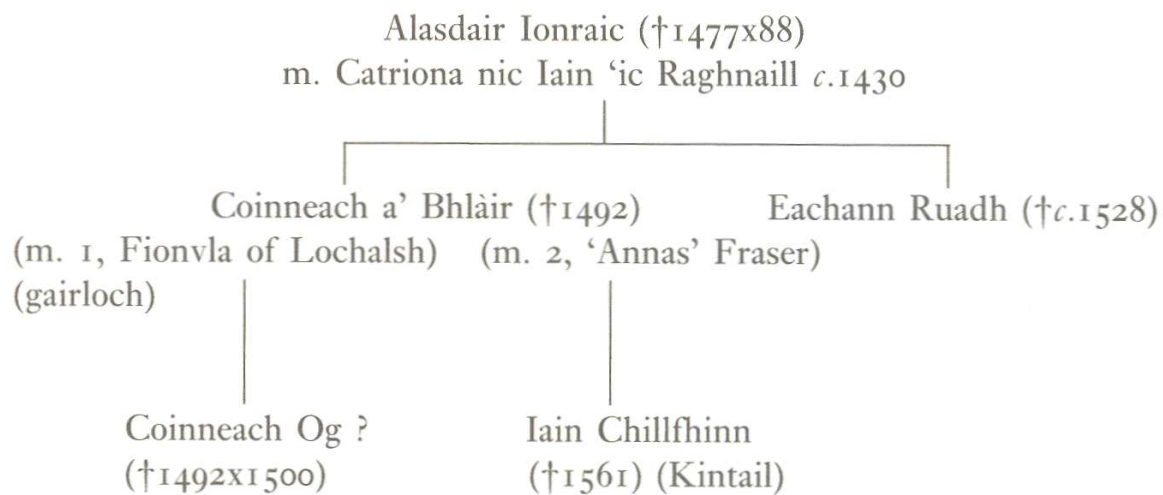 Alasdair Ionraic (†1477x88)
m. Catriona nic Iain ‘ic Raghnaill c.1430
Coinneach a’ Bhlàir (†1492)
Eachann Ruadh (†c.1528)
(m. 1, Fionvla of Lochalsh)
(m. 2, ‘Annas’ Fraser)
(gairloch)
Coinneach Og ?
(†1492x1500)
Iain Chillfhinn
(†1561) (Kintail)